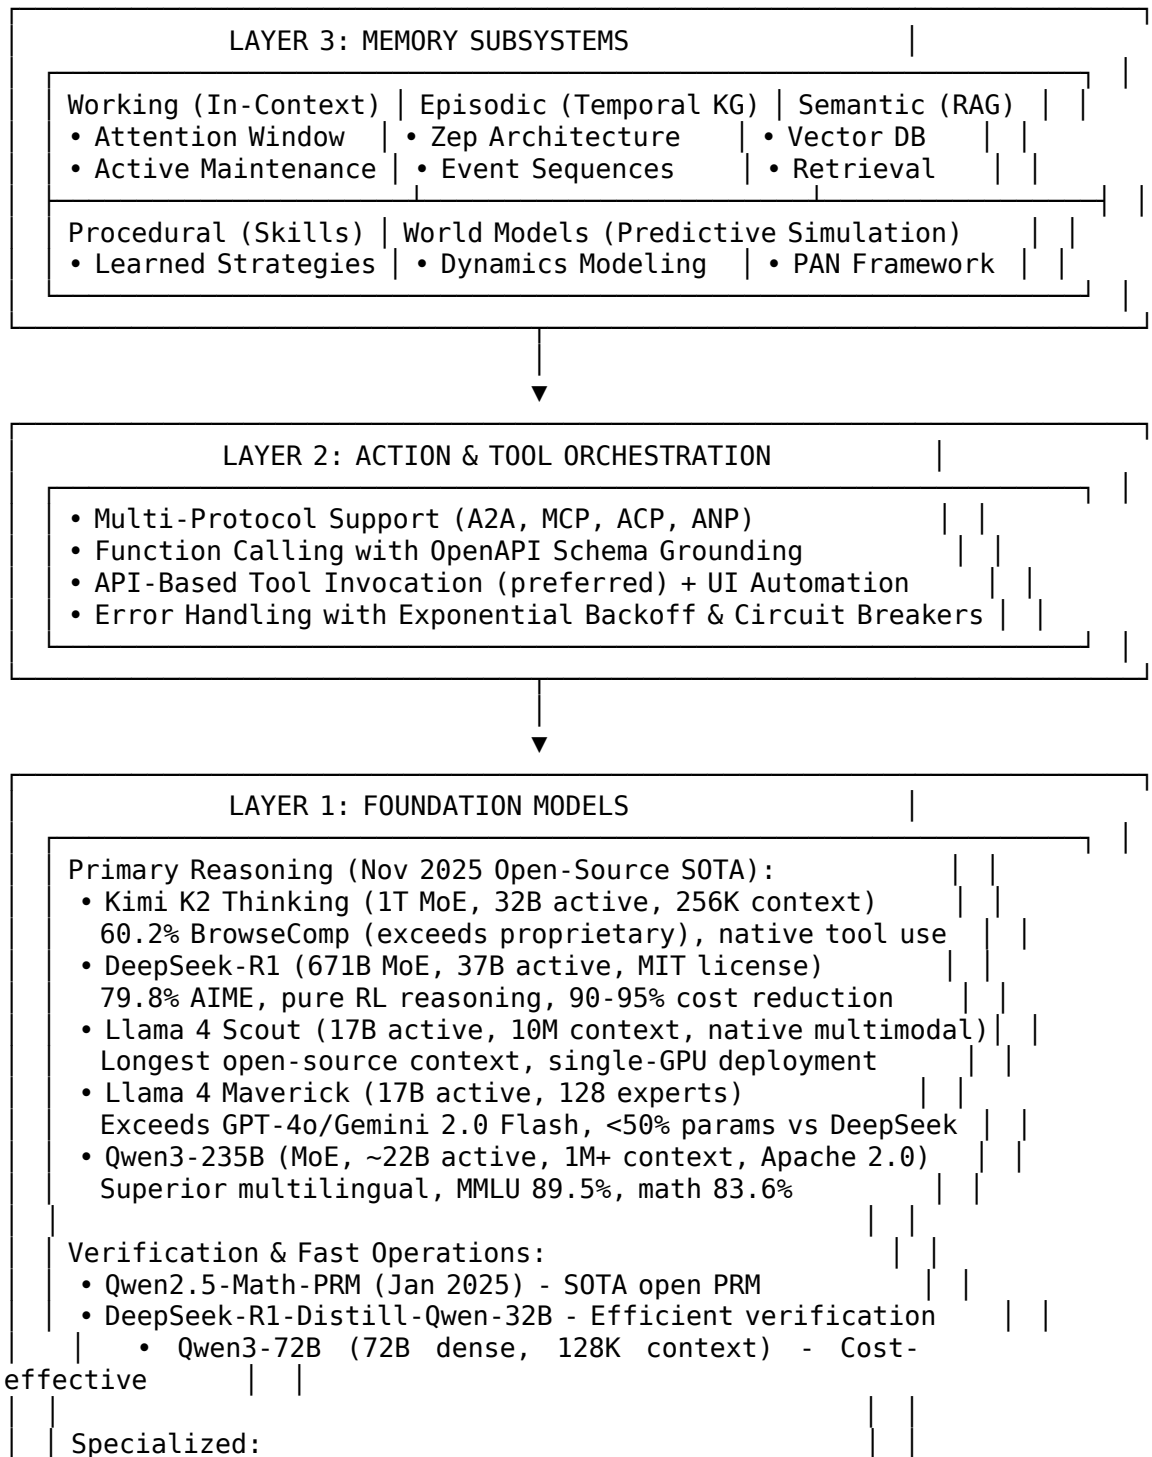 LAYER 3: MEMORY SUBSYSTEMS
Working (In-Context) │ Episodic (Temporal KG) │ Semantic (RAG)
• Attention Window │ • Zep Architecture │ • Vector DB
• Active Maintenance │ • Event Sequences │ • Retrieval
Procedural (Skills) │ World Models (Predictive Simulation)
• Learned Strategies │ • Dynamics Modeling │ • PAN Framework
▼
LAYER 2: ACTION & TOOL ORCHESTRATION
• Multi-Protocol Support (A2A, MCP, ACP, ANP)
• Function Calling with OpenAPI Schema Grounding
• API-Based Tool Invocation (preferred) + UI Automation
• Error Handling with Exponential Backoff & Circuit Breakers
▼
LAYER 1: FOUNDATION MODELS
Primary Reasoning (Nov 2025 Open-Source SOTA):
• Kimi K2 Thinking (1T MoE, 32B active, 256K context)
60.2% BrowseComp (exceeds proprietary), native tool use
• DeepSeek-R1 (671B MoE, 37B active, MIT license)
79.8% AIME, pure RL reasoning, 90-95% cost reduction
• Llama 4 Scout (17B active, 10M context, native multimodal)
Longest open-source context, single-GPU deployment
• Llama 4 Maverick (17B active, 128 experts)
Exceeds GPT-4o/Gemini 2.0 Flash, <50% params vs DeepSeek
• Qwen3-235B (MoE, ~22B active, 1M+ context, Apache 2.0)
Superior multilingual, MMLU 89.5%, math 83.6%
Verification & Fast Operations:
• Qwen2.5-Math-PRM (Jan 2025) - SOTA open PRM
• DeepSeek-R1-Distill-Qwen-32B - Efficient verification
• Qwen3-72B (72B dense, 128K context) - Cost-
effective
Specialized: